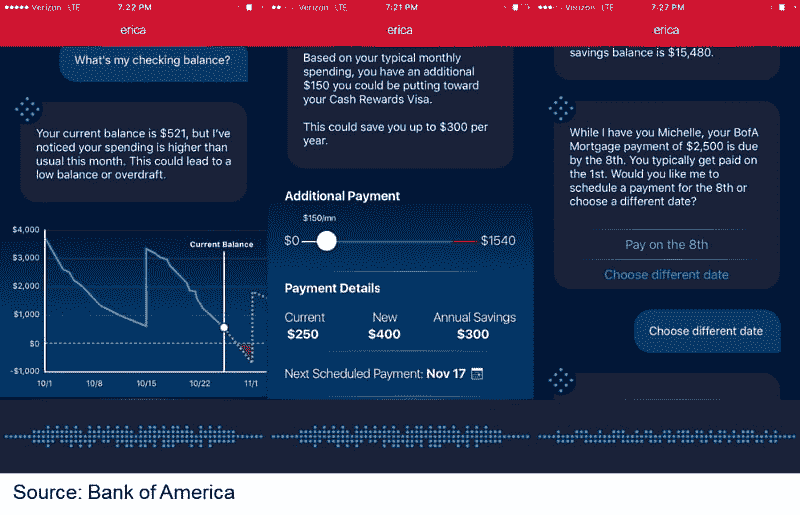 Verizon LTE
7:22 PM
erica
What's my checking balance?
Your current balance is $521, but I've
noticed your spending is higher than
usual this month. This could lead to a
low balance or overdraft.
$4,000
$3,000
$2,000
$1,000
$0
-$1,000
Current Balance
10/1
10/8
10/15
10/22
11/1
Verizon LTE
7:21 PM
erica
Based on your typical monthly
spending, you have an additional
$150 you could be putting toward
your Cash Rewards Visa.
This could save you up to $300 per
year.
Additional Payment
$150/mn
$0
$1540
Payment Details
Current New Annual Savings
$250 $400 $300
Next Scheduled Payment: Nov 17
Verizon LTE
7:27 PM
erica
savings balance is $15,480.
While I have you Michelle, your BofA
Mortgage payment of $2,500 is due
by the 8th. You typically get paid on
the 1st. Would you like me to
schedule a payment for the 8th or
choose a different date?
Pay on the 8th
Choose different date
Choose different date
Source: Bank of America